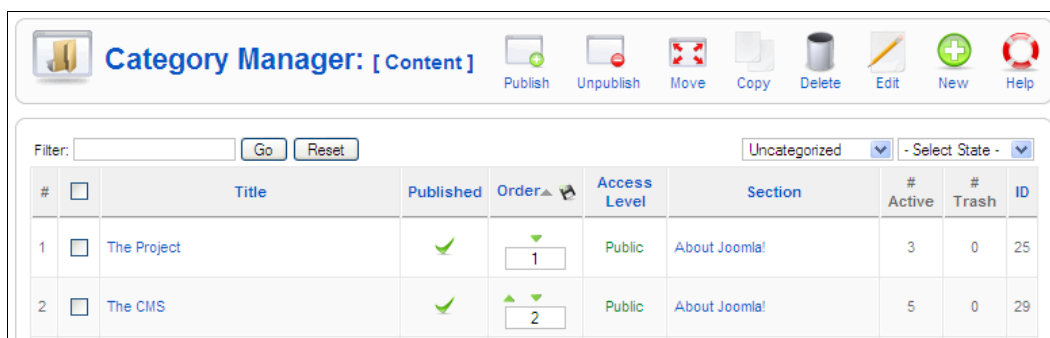 Category Manager: [ Content ]
Publish Unpublish Move Copy Delete Edit New Help
Filter: Go Reset Uncategorized - Select State -
# Title Published Order Access Level Section # Active # Trash ID
1 The Project 1 Public About Joomla! 3 0 25
2 The CMS 2 Public About Joomla! 5 0 29